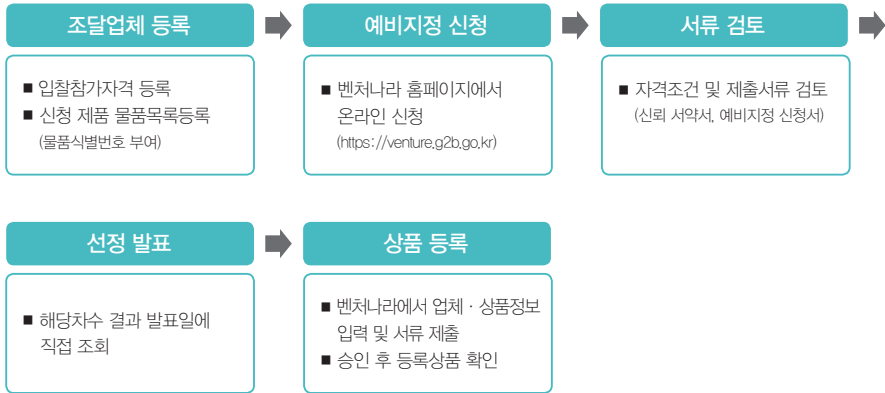 조달업체 등록
■ 입찰참가자격 등록
■ 신청 제품 물품목록등록
(물품식별번호 부여)
예비지정 신청
■ 벤처나라 홈페이지에서
온라인 신청
(https://venture.g2b.go.kr)
서류 검토
■ 자격조건 및 제출서류 검토
(신뢰 서약서, 예비지정 신청서)
선정 발표
■ 해당차수 결과 발표일에
직접 조회
상품 등록
■ 벤처나라에서 업체 · 상품정보
입력 및 서류 제출
■ 승인 후 등록상품 확인